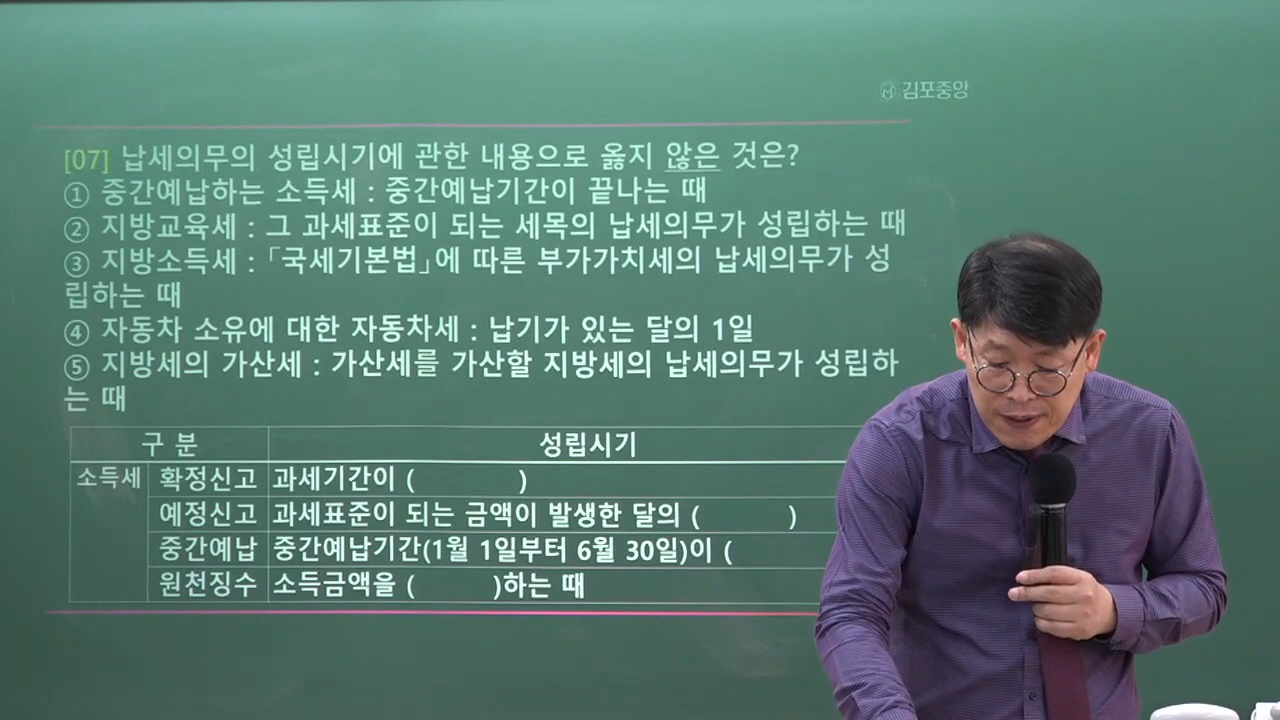 김포중앙
[07] 납세의무의 성립시기에 관한 내용으로 옳지 않은 것은?
① 중간예납하는 소득세 : 중간예납기간이 끝나는 때
② 지방교육세 : 그 과세표준이 되는 세목의 납세의무가 성립하는 때
③ 지방소득세 : 「국세기본법」에 따른 부가가치세의 납세의무가 성
립하는 때
④ 자동차 소유에 대한 자동차세 : 납기가 있는 달의 1일
⑤ 지방세의 가산세 : 가산세를 가산할 지방세의 납세의무가 성립하
는 때
구 분 성립시기
소득세 확정신고 과세기간이 ( )
예정신고 과세표준이 되는 금액이 발생한 달의 ( )
중간예납 중간예납기간(1월 1일부터 6월 30일)이 (
원천징수 소득금액을 ( )하는 때